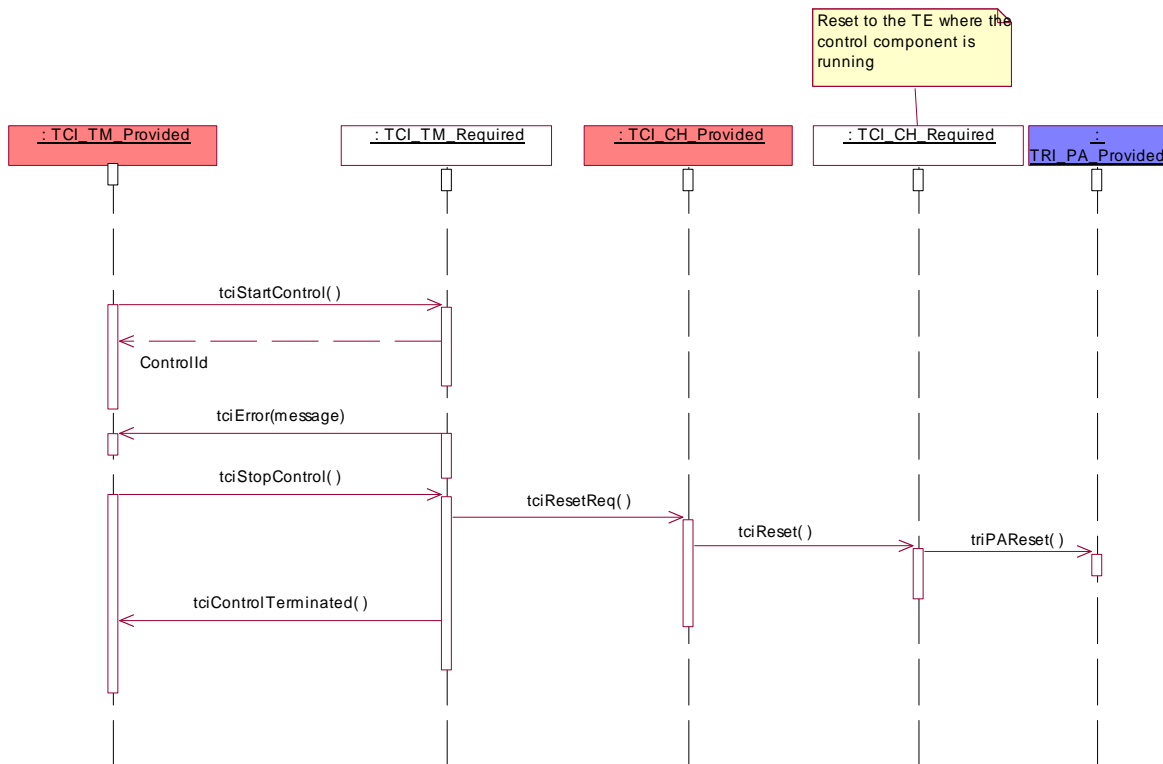 Reset to the TE where the
control component is
running
: TCI_TM_Provided
: TCI_TM_Required
: TCI_CH_Provided
: TCI_CH_Required
:
TRI_PA_Provided
tciStartControl( )
ControlId
tciError(message)
tciStopControl( )
tciResetReq( )
tciReset( )
triPAReset( )
tciControlTerminated( )